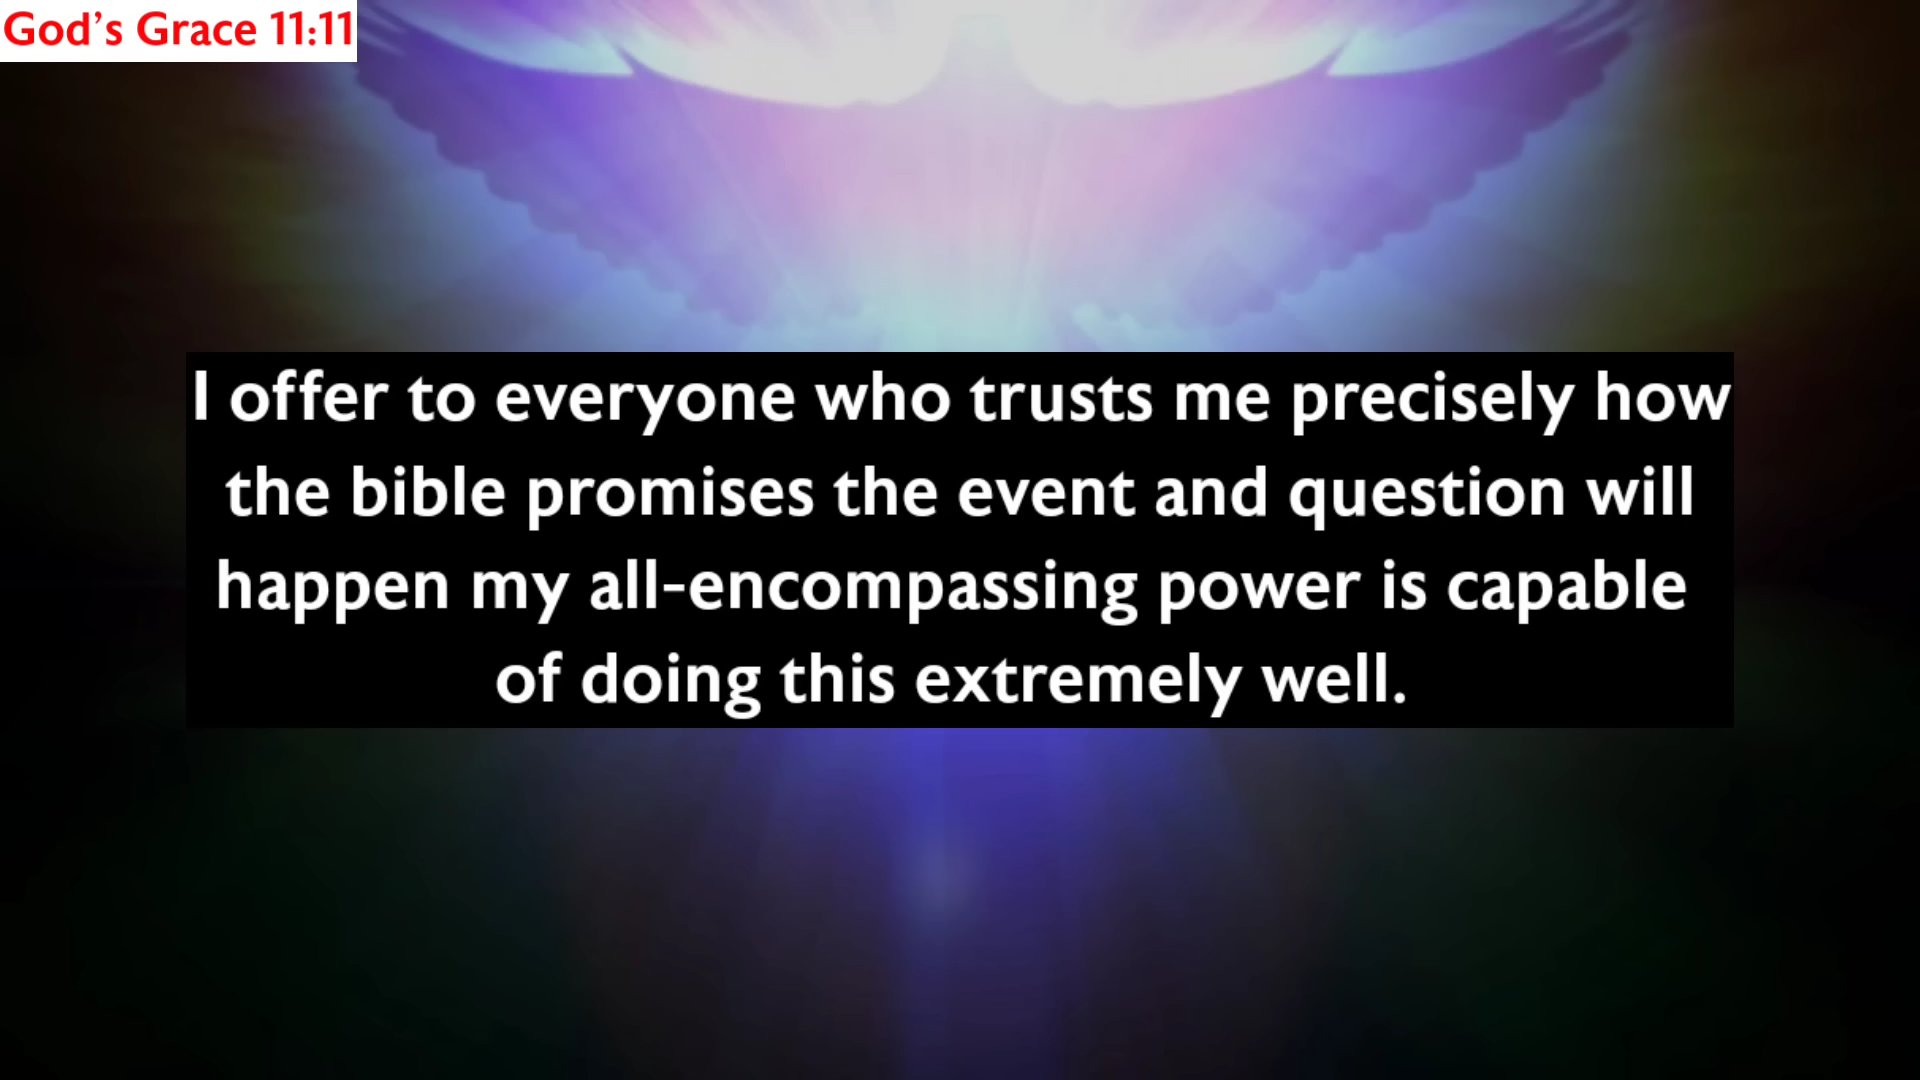 God's Grace 11:11
I offer to everyone who trusts me precisely how
the bible promises the event and question will
happen my all-encompassing power is capable
of doing this extremely well.